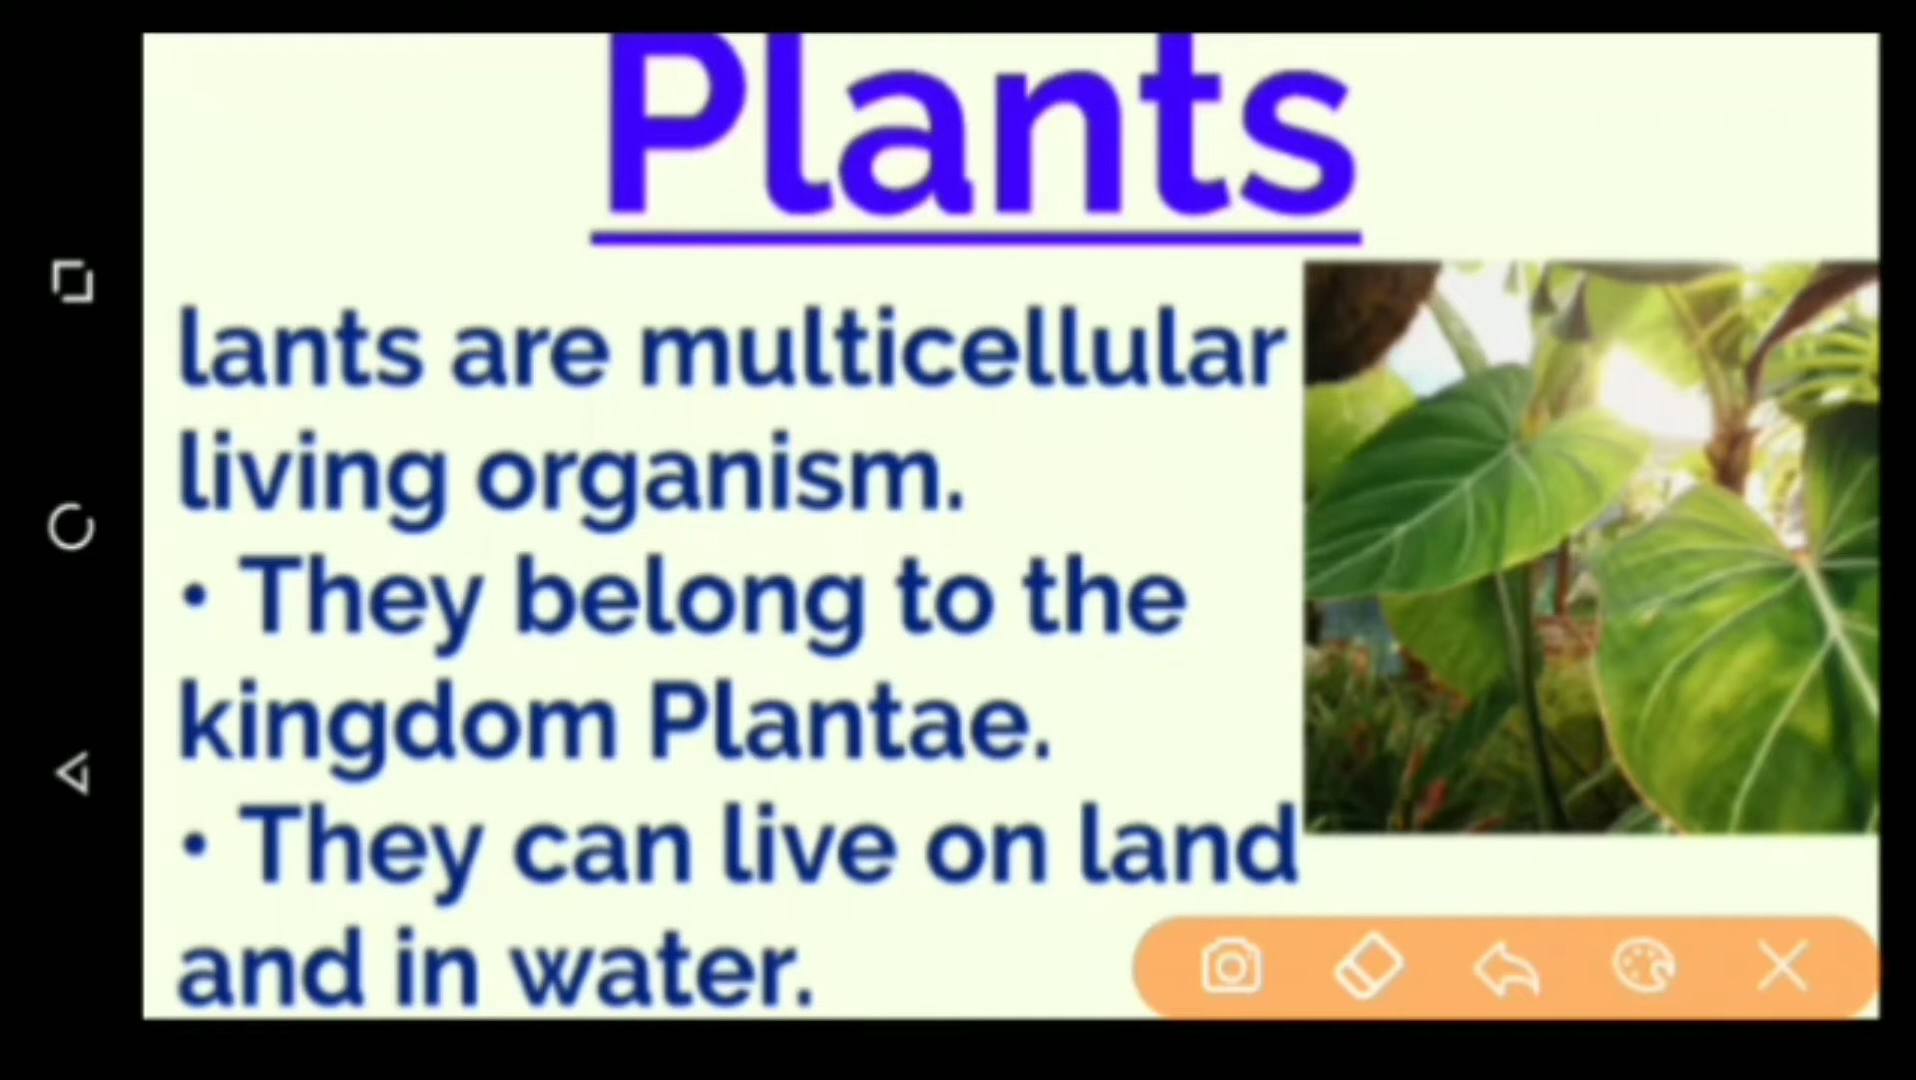 Plants
lants are multicellular
living organism.
• They belong to the
kingdom Plantae.
• They can live on land
and in water.